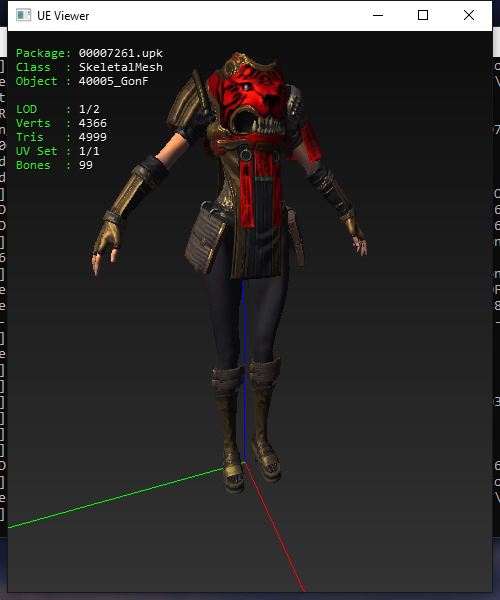 UE Viewer
Package: 00007261.upk
Class : SkeletalMesh
Object : 40005_GonF
LOD : 1/2
Verts : 4366
Tris : 4999
UV Set : 1/1
Bones : 99